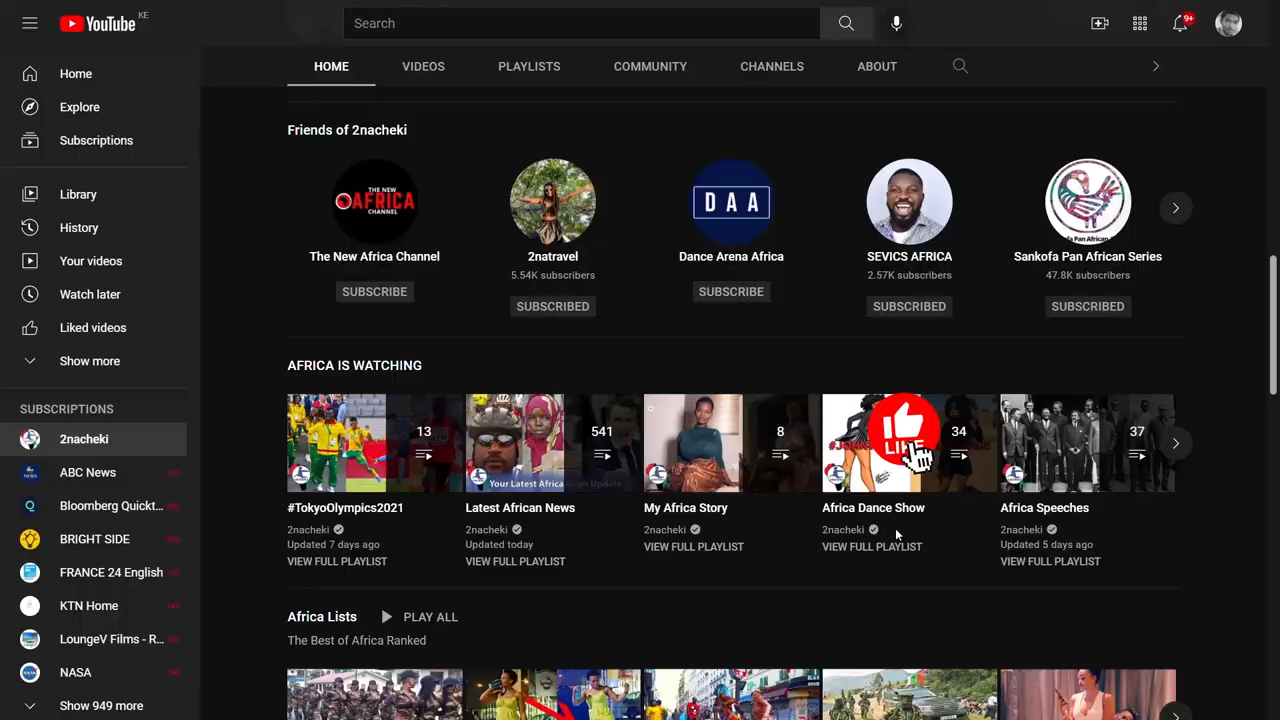 YouTube KE
Search
9+
HOME VIDEOS PLAYLISTS COMMUNITY CHANNELS ABOUT
Home
Explore
Subscriptions
Library
History
Your videos
Watch later
Liked videos
Show more
SUBSCRIPTIONS
2nacheki
ABC News
Bloomberg Quickt...
BRIGHT SIDE
FRANCE 24 English
KTN Home
LoungeV Films - R...
NASA
Show 949 more
Friends of 2nacheki
THE NEW
AFRICA
CHANNEL
DAA
The New Africa Channel
SUBSCRIBE
2natravel
5.54K subscribers
SUBSCRIBED
Dance Arena Africa
SUBSCRIBE
SEVICS AFRICA
2.57K subscribers
SUBSCRIBED
Sankofa Pan African Series
47.8K subscribers
SUBSCRIBED
AFRICA IS WATCHING
13
541
Your Latest Africa News Update
8
LIKE
34
37
#TokyoOlympics2021
2nacheki
Updated 7 days ago
VIEW FULL PLAYLIST
Latest African News
2nacheki
Updated today
VIEW FULL PLAYLIST
My Africa Story
2nacheki
VIEW FULL PLAYLIST
Africa Dance Show
2nacheki
VIEW FULL PLAYLIST
Africa Speeches
2nacheki
Updated 5 days ago
VIEW FULL PLAYLIST
Africa Lists PLAY ALL
The Best of Africa Ranked